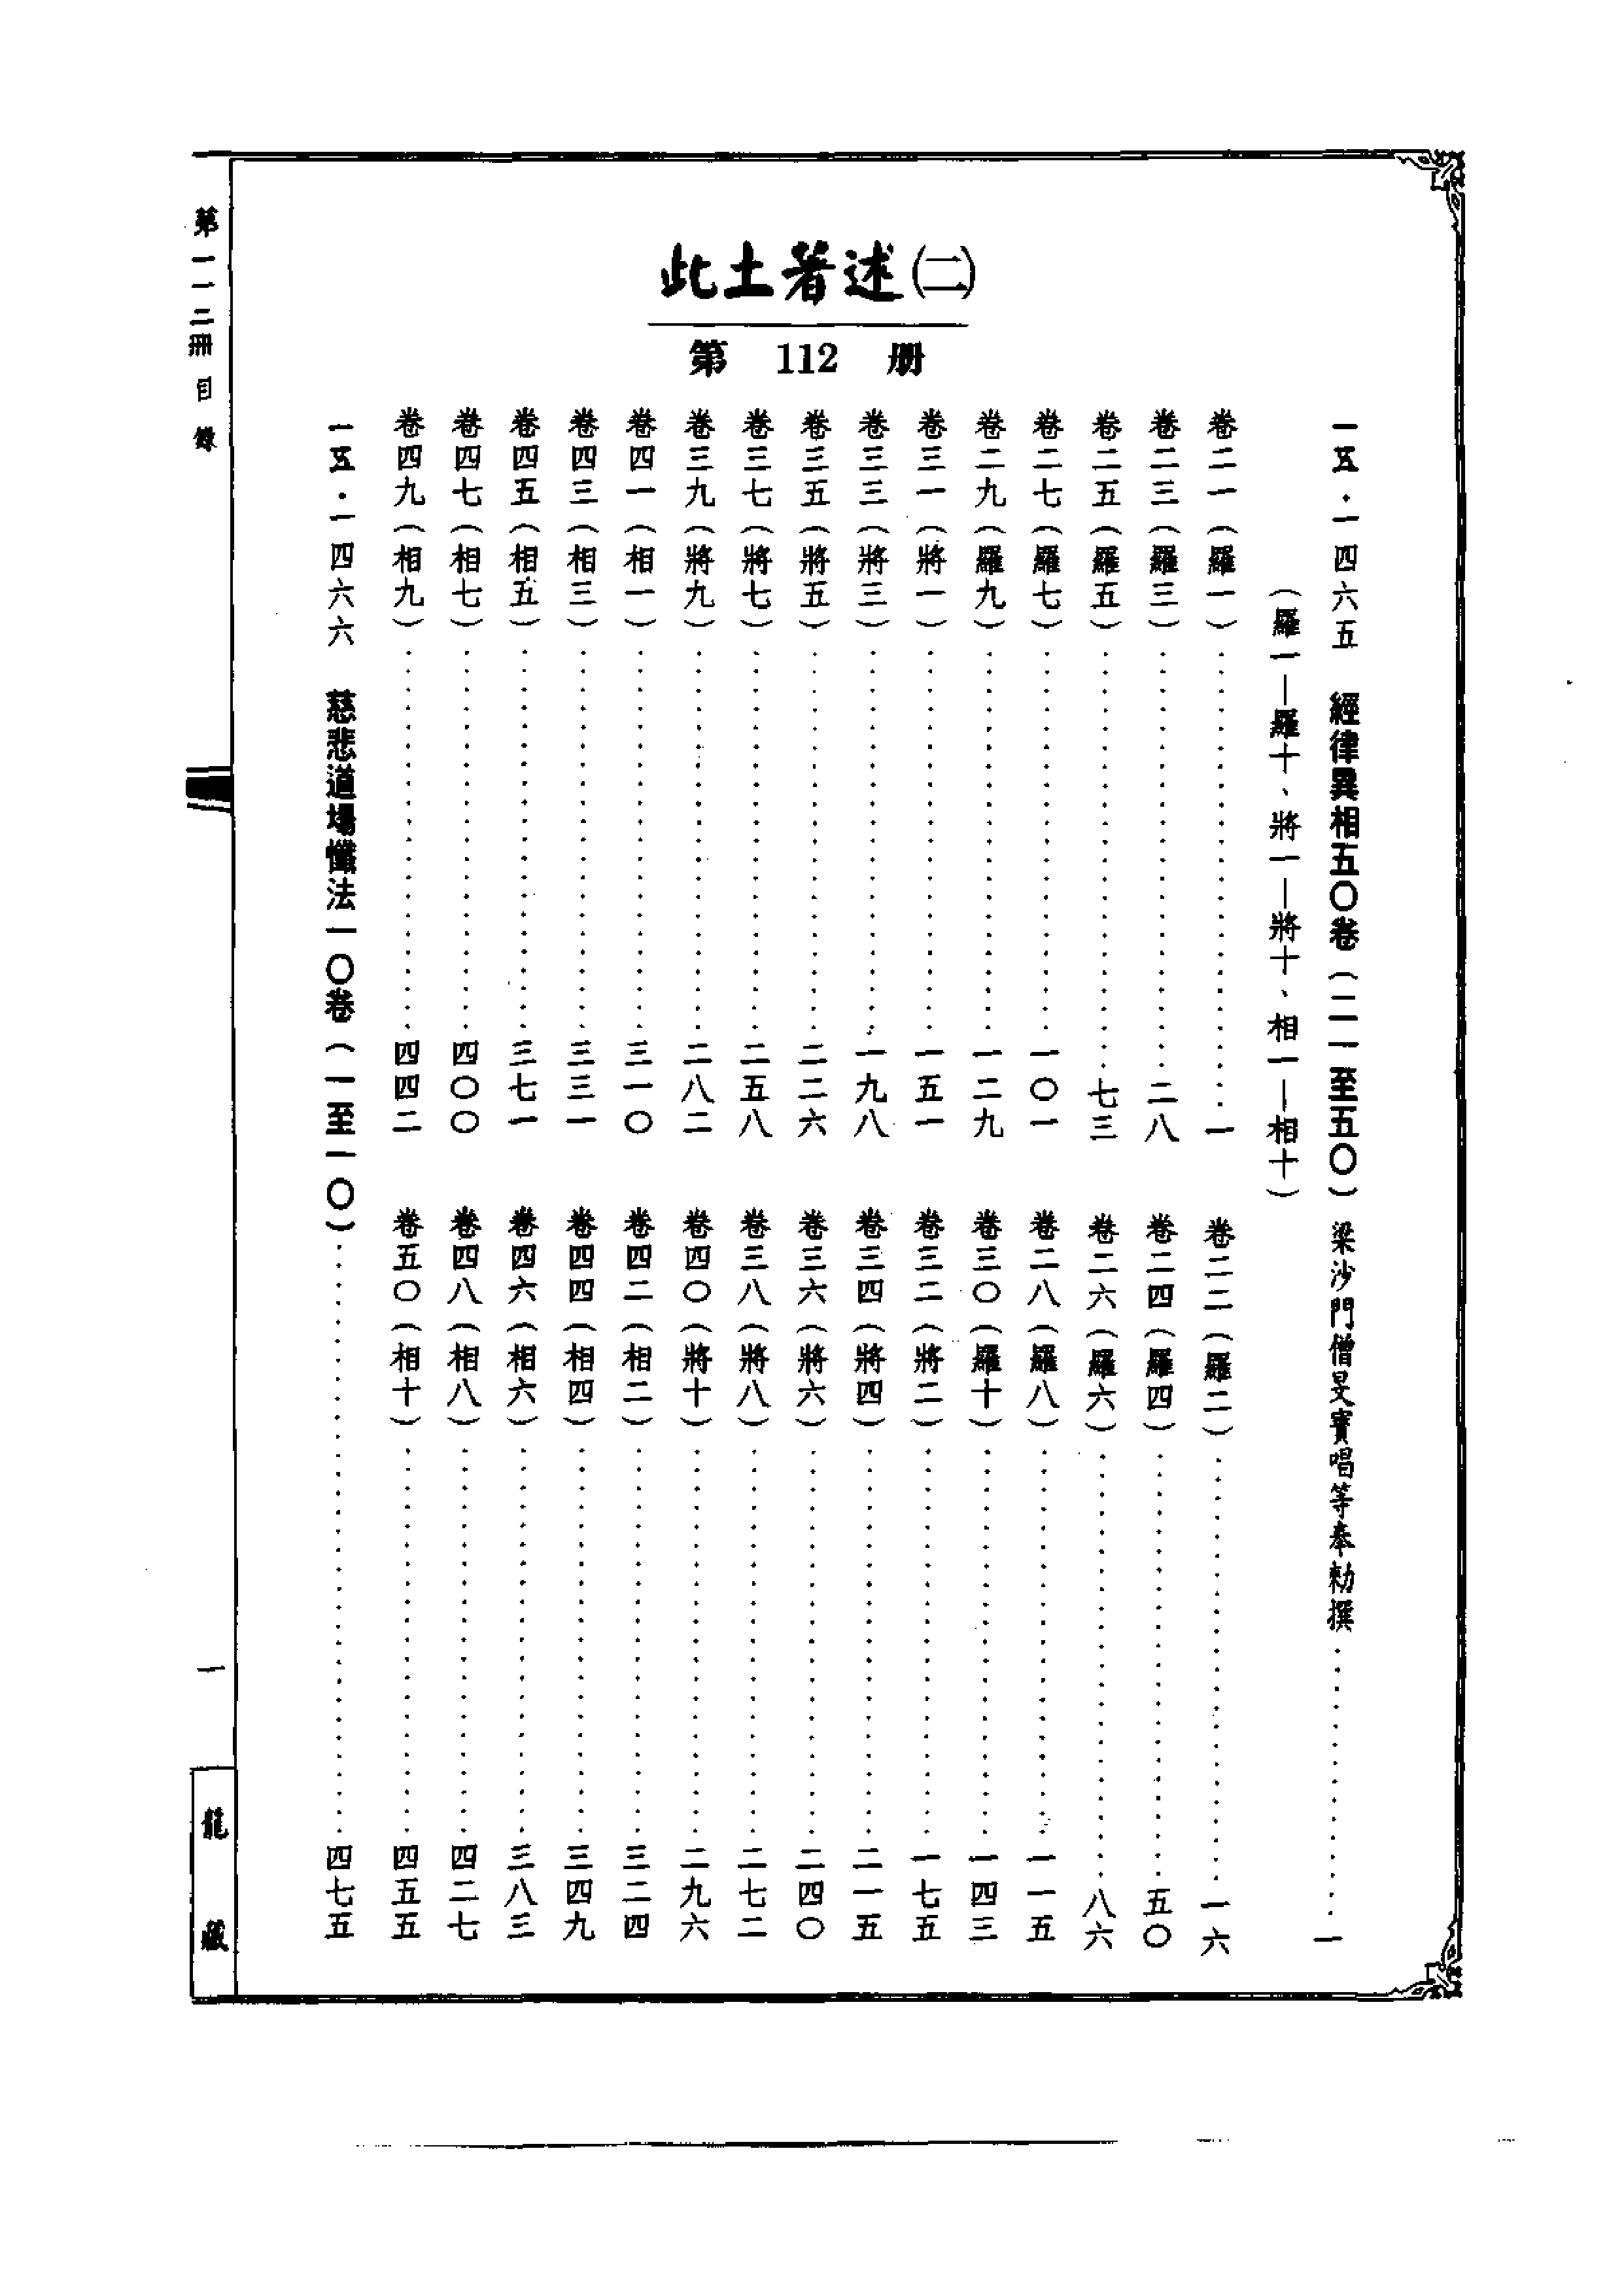 此土著述(二)
第 112 册
一五·一四六五 經律異相五〇卷(二一至五〇)梁沙門僧旻寶唱等奉勅撰……一
(羅一—羅十、將一—將十、相一—相十)
卷二一(羅一)……一
卷二二(羅二)……一六
卷二三(羅三)……二八
卷二四(羅四)……五〇
卷二五(羅五)……七三
卷二六(羅六)……八六
卷二七(羅七)……一〇一
卷二八(羅八)……一一五
卷二九(羅九)……一二九
卷三〇(羅十)……一四三
卷三一(將一)……一五一
卷三二(將二)……一七五
卷三三(將三)……一九八
卷三四(將四)……二一五
卷三五(將五)……二二六
卷三六(將六)……二四〇
卷三七(將七)……二五八
卷三八(將八)……二七二
卷三九(將九)……二八二
卷四〇(將十)……二九六
卷四一(相一)……三一〇
卷四二(相二)……三二四
卷四三(相三)……三三一
卷四四(相四)……三四九
卷四五(相五)……三七一
卷四六(相六)……三八三
卷四七(相七)……四〇〇
卷四八(相八)……四二七
卷四九(相九)……四四二
卷五〇(相十)……四五五
一五·一四六六 慈悲道場懺法一〇卷(一至一〇)……四七五
第一一二冊 目錄
一
龍藏